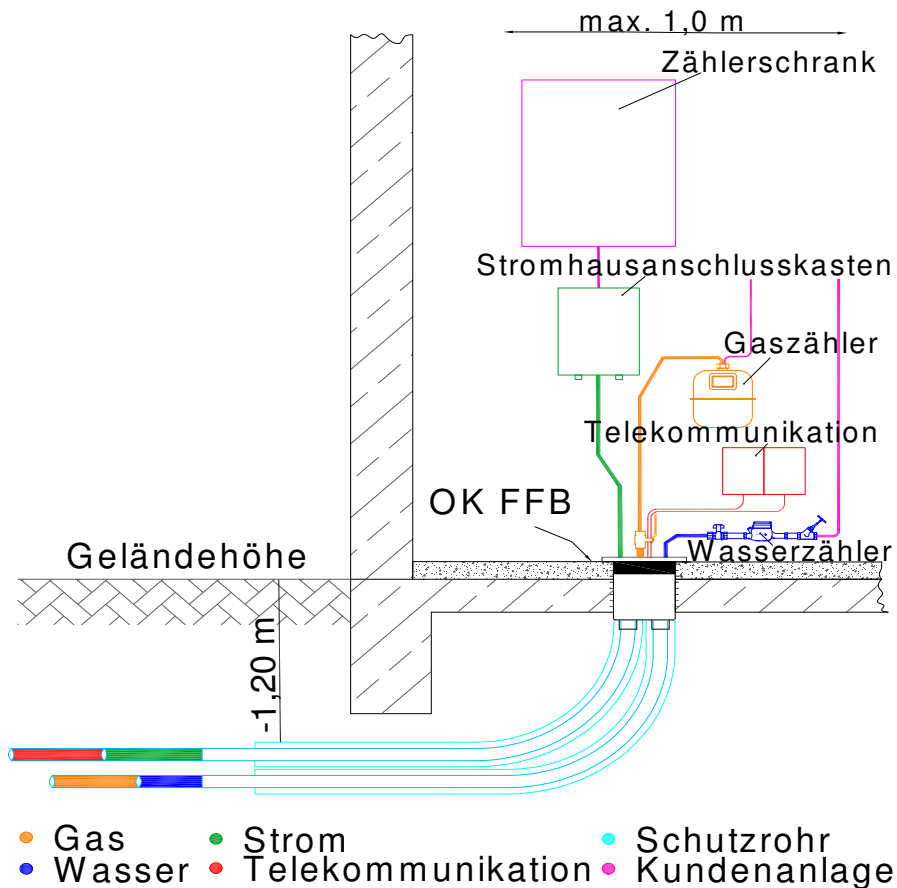 max. 1,0 m
Zählerschrank
Stromhausanschlusskasten
Gaszähler
Telekommunikation
OK FFB
Wasserzähler
Geländehöhe
-1,20 m
Gas
Strom
Schutzrohr
Wasser
Telekommunikation
Kundenanlage